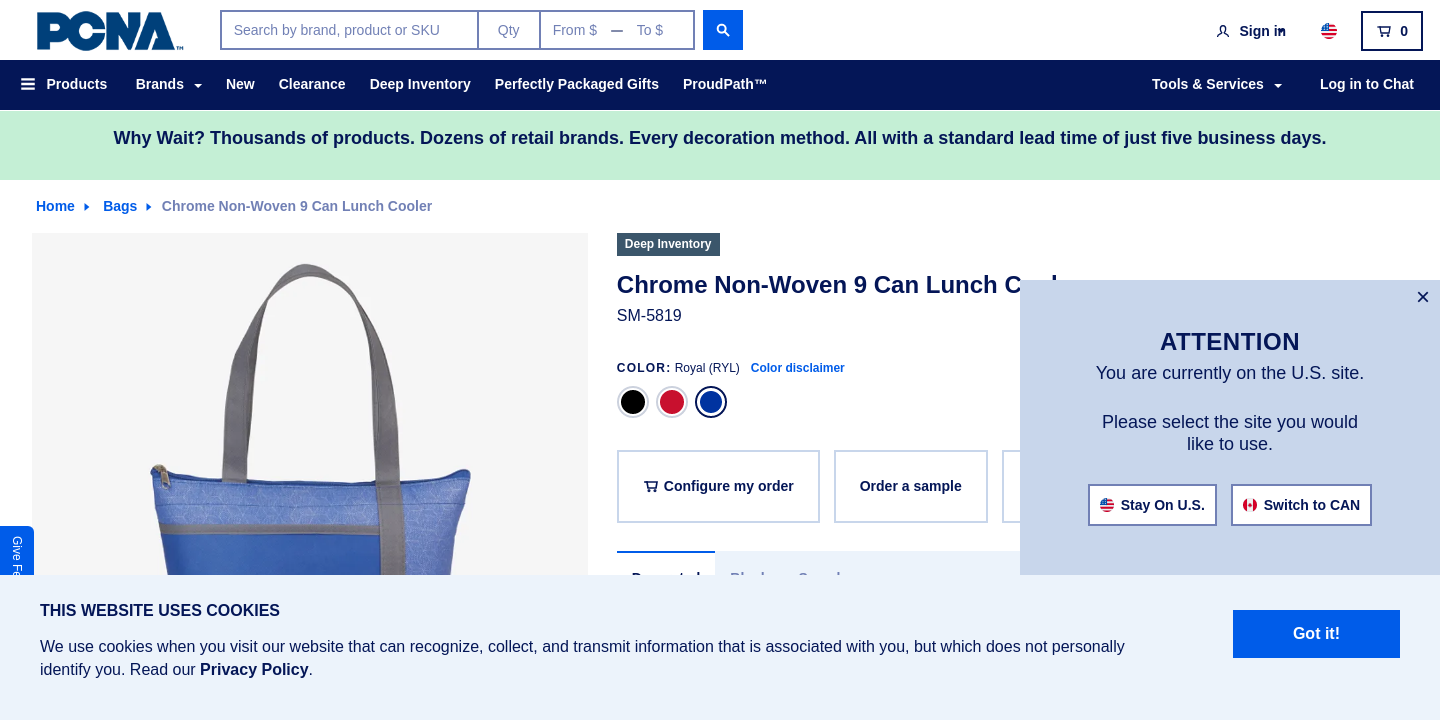 PCNA™
Search by brand, product or SKU
Qty
From $ — To $
Sign in
0
Products
Brands
New
Clearance
Deep Inventory
Perfectly Packaged Gifts
ProudPath™
Tools & Services
Log in to Chat
Why Wait? Thousands of products. Dozens of retail brands. Every decoration method. All with a standard lead time of just five business days.
Home
Bags
Chrome Non-Woven 9 Can Lunch Cooler
Deep Inventory
Chrome Non-Woven 9 Can Lunch
SM-5819
COLOR: Royal (RYL) Color disclaimer
Configure my order
Order a sample
×
ATTENTION
You are currently on the U.S. site.
Please select the site you would
like to use.
Stay On U.S.
Switch to CAN
Give
THIS WEBSITE USES COOKIES
We use cookies when you visit our website that can recognize, collect, and transmit information that is associated with you, but which does not personally
identify you. Read our Privacy Policy.
Got it!